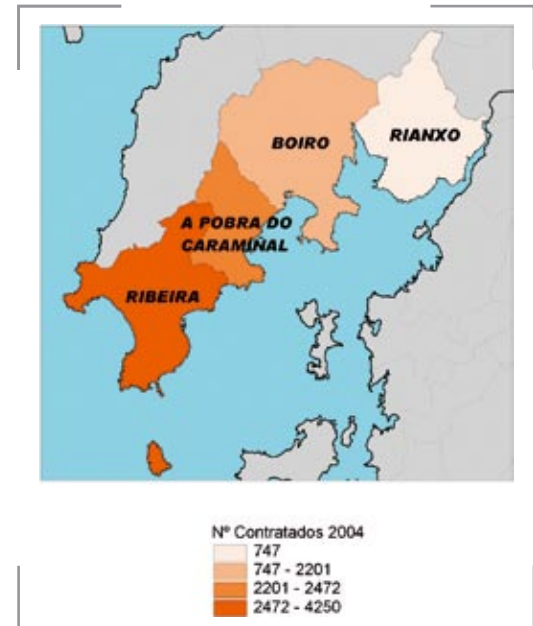 RIANXO
BOIRO
A POBRA DO
CARAMIÑAL
RIBEIRA
Nº Contratados 2004
747
747 - 2201
2201 - 2472
2472 - 4250